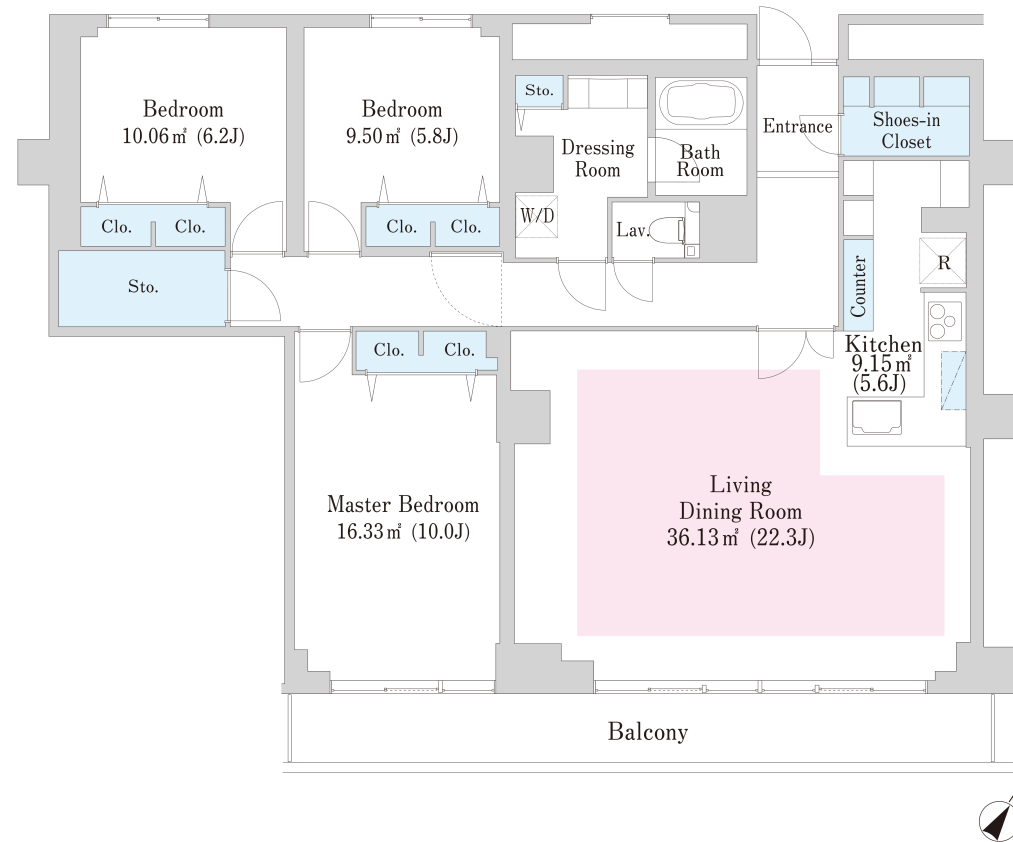 Bedroom
10.06㎡ (6.2J)
Bedroom
9.50㎡ (5.8J)
Sto.
Dressing
Room
Bath
Room
Entrance
Shoes-in
Closet
Clo.
Clo.
Clo.
Clo.
W/D
Lav.
Sto.
Counter
R
Clo.
Clo.
Kitchen
9.15㎡
(5.6J)
Master Bedroom
16.33㎡ (10.0J)
Living
Dining Room
36.13㎡ (22.3J)
Balcony